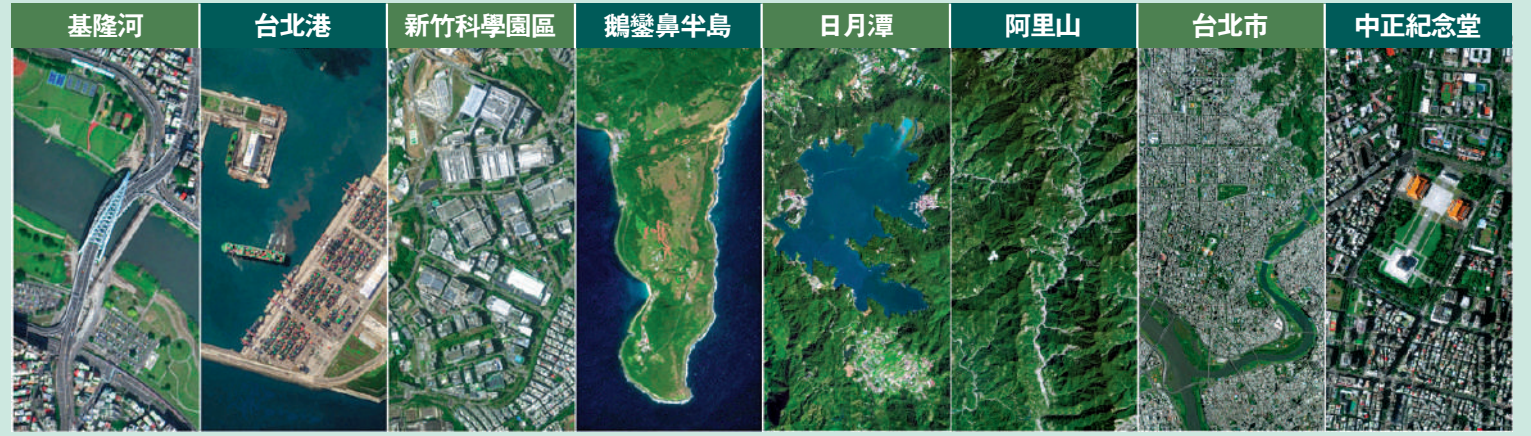 基隆河
台北港
新竹科學園區
鵝鑾鼻半島
日月潭
阿里山
台北市
中正紀念堂